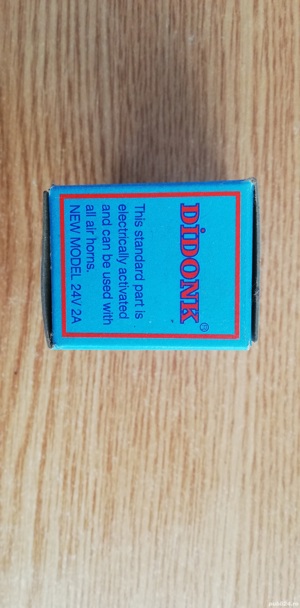 DiDONK®
This standard part is
electrically activated
and can be used with
all air horns.
NEW MODEL 24V 2A